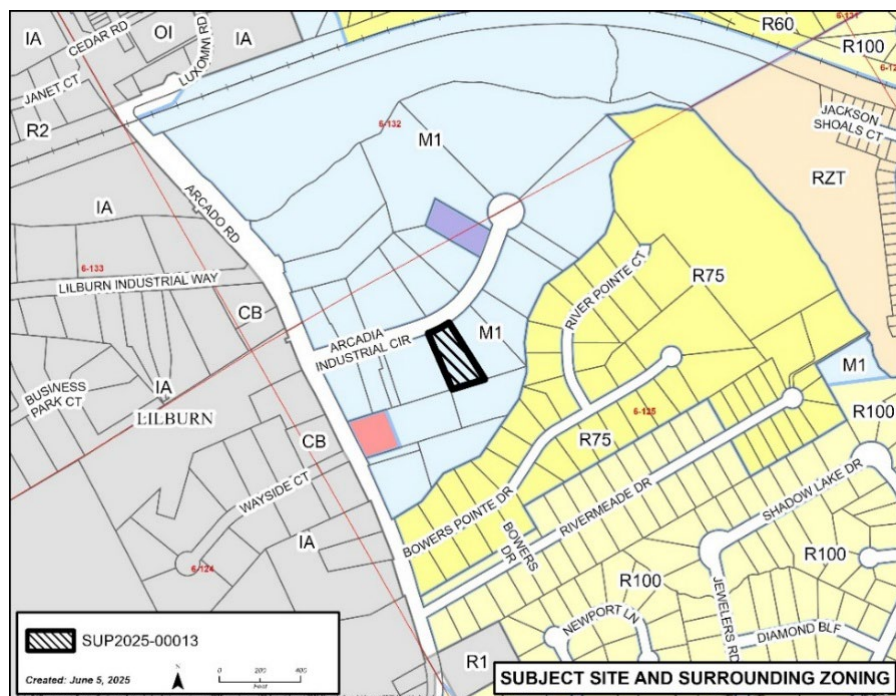 IA
OI
IA
CEDAR RD
JANET CT
LUXOMNI RD
R2
R60
R100
6-132
M1
JACKSON
SHOALS CT
RZT
ARCADO RD
IA
6-133
LILBURN INDUSTRIAL WAY
CB
ARCADIA
INDUSTRIAL CIR
M1
RIVER POINTE CT
R75
M1
R100
BUSINESS
PARK CT
IA
LILBURN
CB
6-125
R75
WAYSIDE CT
IA
6-124
BOWERS POINTE DR
BOWERS
DR
RIVERMEADE DR
SHADOW LAKE DR
R100
R100
NEWPORT LN
JEWELERS RD
DIAMOND BLF
R1
SUP2025-00013
Created: June 5, 2025
N
0 200 400
Feet
SUBJECT SITE AND SURROUNDING ZONING